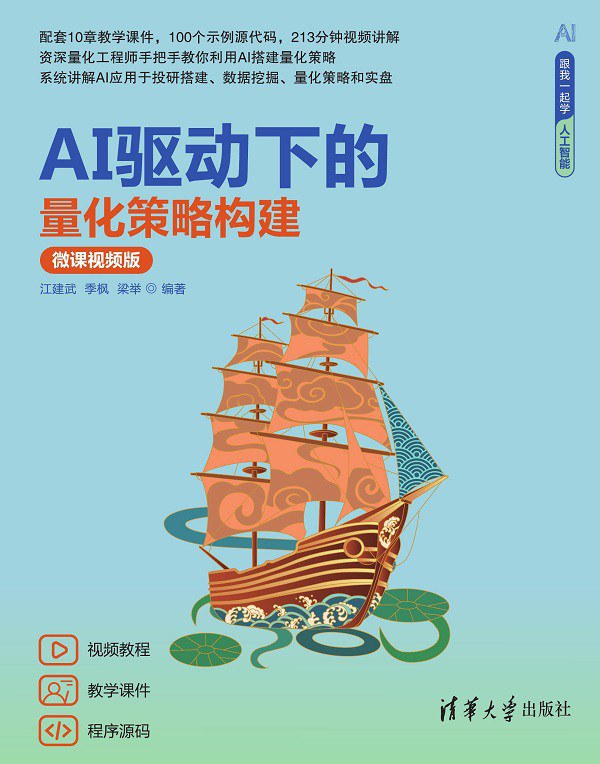 配套10章教学课件，100个示例源代码，213分钟视频讲解
资深量化工程师手把手教你利用AI搭建量化策略
系统讲解AI应用于投研搭建、数据挖掘、量化策略和实盘
AI
跟我一起学
人工智能
AI驱动下的
量化策略构建
微课视频版
江建武 季枫 梁举◎编著
视频教程
教学课件
</>程序源码
清华大学出版社